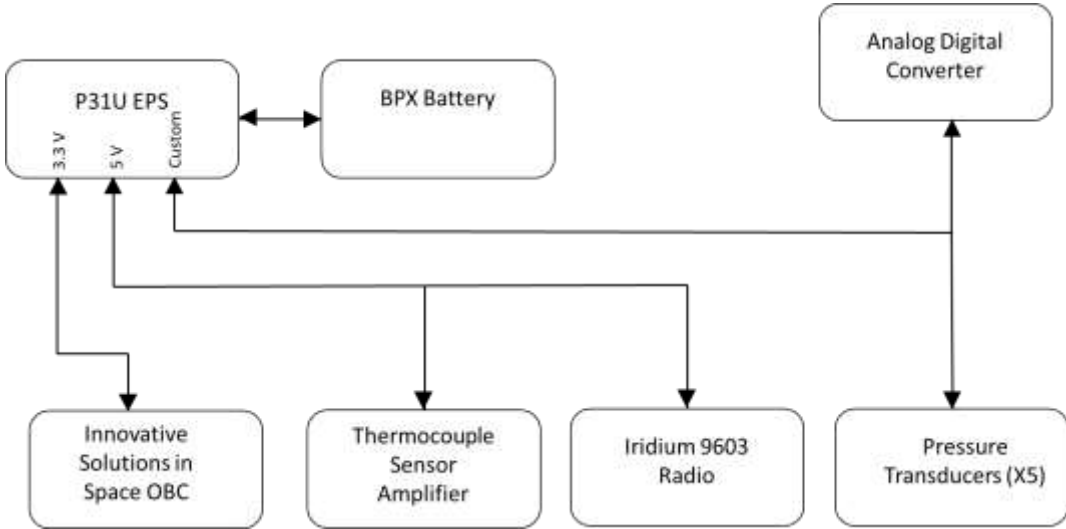 Analog Digital
Converter
P31U EPS
BPX Battery
3.3 V
5 V
Custom
Innovative
Solutions in
Space OBC
Thermocouple
Sensor
Amplifier
Iridium 9603
Radio
Pressure
Transducers (X5)